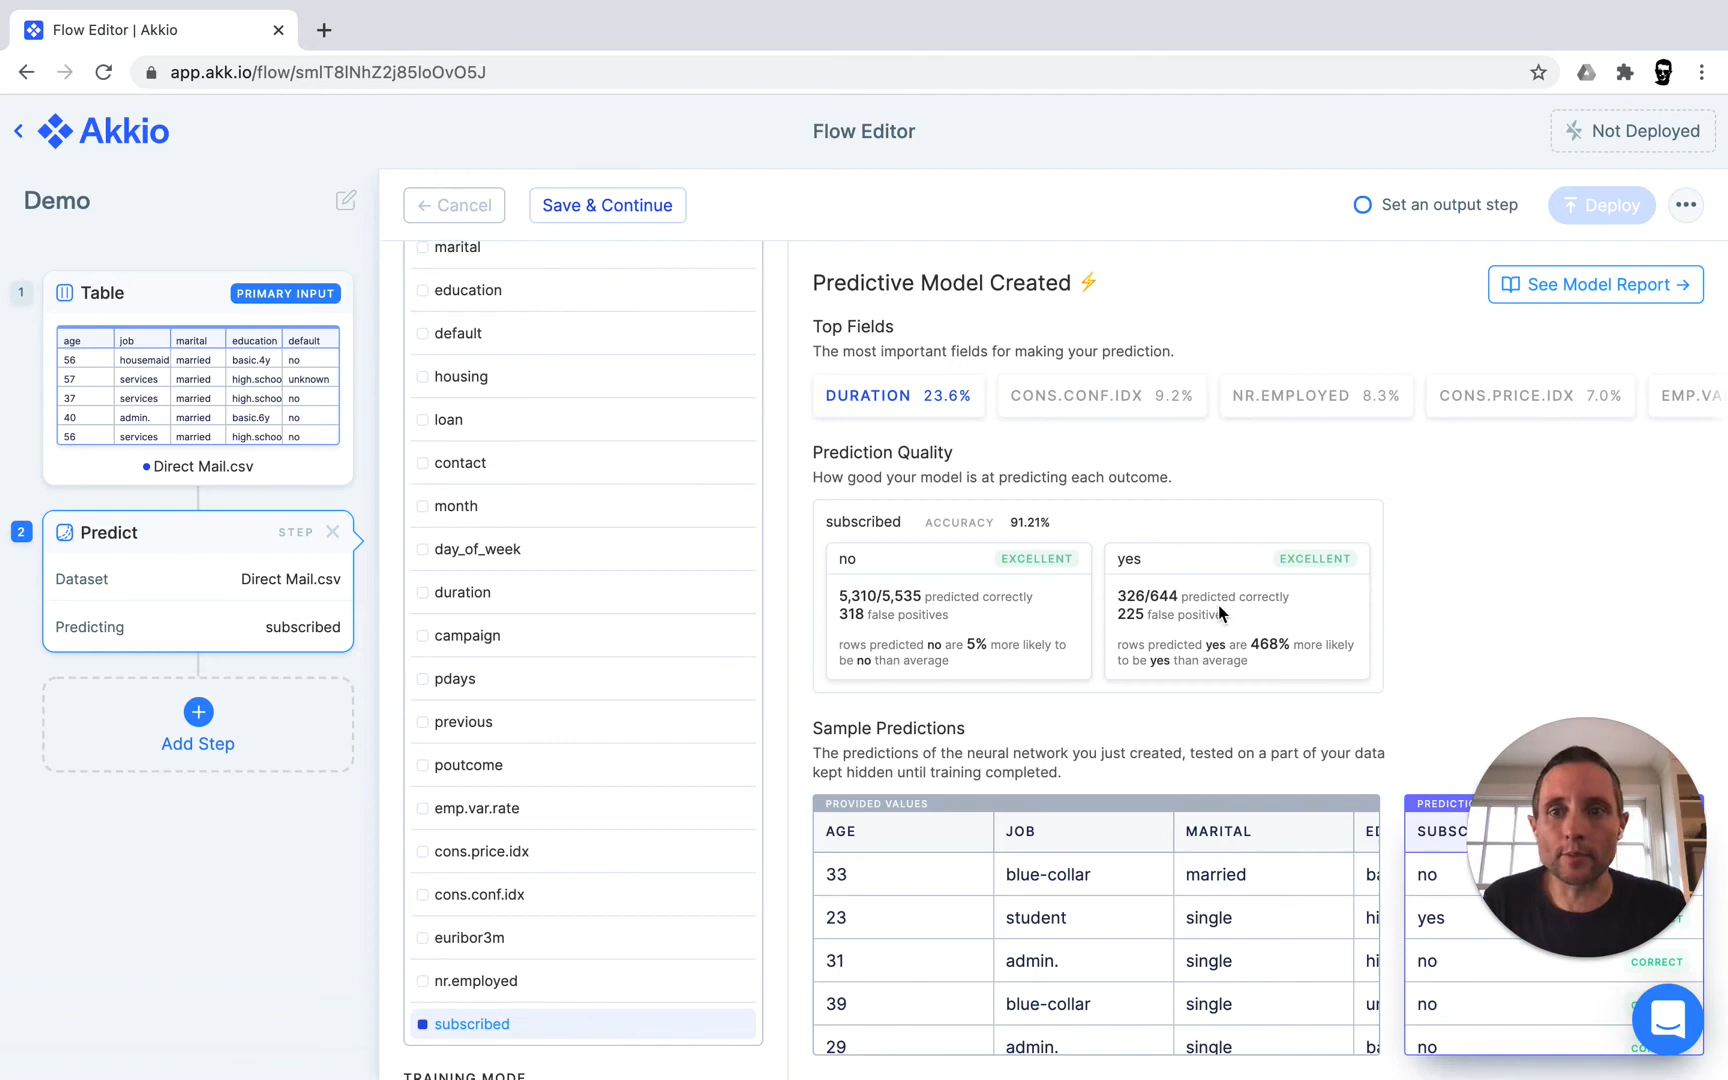 Flow Editor | Akkio
app.akk.io/flow/smlT8lNhZ2j85loOvO5J
Akkio
Flow Editor
Not Deployed
Demo
← Cancel
Save & Continue
Set an output step
Deploy
1
Table
PRIMARY INPUT
age job marital education default
56 housemaid married basic.4y no
57 services married high.schoo unknown
37 services married high.schoo no
40 admin. married basic.6y no
56 services married high.schoo no
Direct Mail.csv
2
Predict
STEP
Dataset
Direct Mail.csv
Predicting
subscribed
Add Step
marital
education
default
housing
loan
contact
month
day_of_week
duration
campaign
pdays
previous
poutcome
emp.var.rate
cons.price.idx
cons.conf.idx
euribor3m
nr.employed
subscribed
TRAINING MODE
Predictive Model Created ⚡
See Model Report →
Top Fields
The most important fields for making your prediction.
DURATION 23.6%
CONS.CONF.IDX 9.2%
NR.EMPLOYED 8.3%
CONS.PRICE.IDX 7.0%
EMP.VA
Prediction Quality
How good your model is at predicting each outcome.
subscribed ACCURACY 91.21%
no EXCELLENT
5,310/5,535 predicted correctly
318 false positives
rows predicted no are 5% more likely to
be no than average
yes EXCELLENT
326/644 predicted correctly
225 false positive
rows predicted yes are 468% more likely
to be yes than average
Sample Predictions
The predictions of the neural network you just created, tested on a part of your data
kept hidden until training completed.
PROVIDED VALUES
AGE JOB MARITAL
33 blue-collar married ba
23 student single hi
31 admin. single hi
39 blue-collar single
29 admin. single ba
PREDICTI
SUBSC
no
yes
no CORRECT
no
no